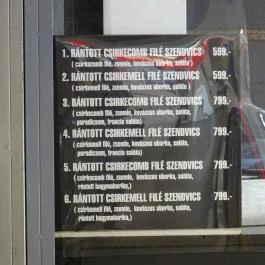 1. RÁNTOTT CSIRKECOMB FILÉ SZENDVICS 599.-
( csirkecomb filé, zsemle, kovászos uborka, saláta )
2. RÁNTOTT CSIRKEMELL FILÉ SZENDVICS 599.-
( csirkemell filé, zsemle, kovászos uborka, saláta )
3. RÁNTOTT CSIRKECOMB FILÉ SZENDVICS 799.-
( csirkecomb filé, zsemle, kovászos uborka, saláta,
paradicsom, francia saláta)
4. RÁNTOTT CSIRKEMELL FILÉ SZENDVICS 799.-
( csirkemell filé, zsemle, kovászos uborka, saláta,
paradicsom, francia saláta)
5. RÁNTOTT CSIRKECOMB FILÉ SZENDVICS 799.-
( csirkecomb filé, zsemle, kovászos uborka, saláta,
rántott hagymakarika,)
6. RÁNTOTT CSIRKEMELL FILÉ SZENDVICS 799.-
( csirkemell filé, zsemle, kovászos uborka, saláta,
rántott hagymakarika,)